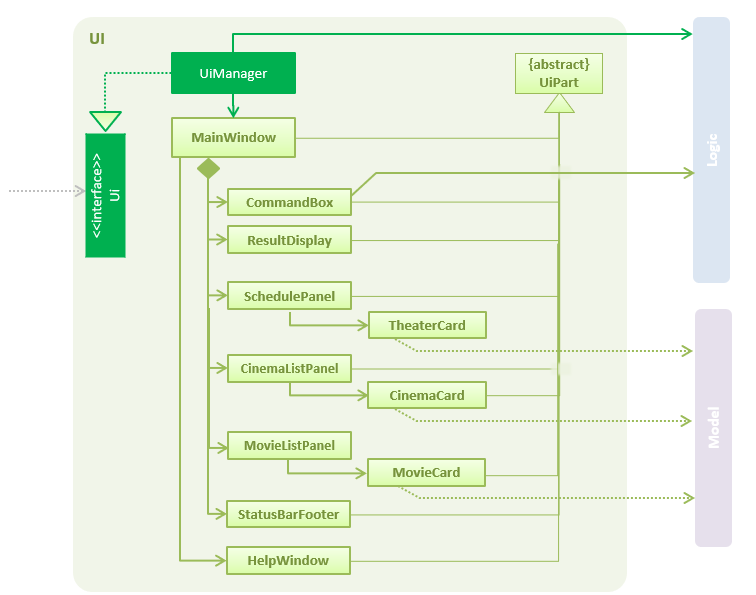 UI
UiManager
{abstract}
UiPart
MainWindow
<<interface>>
Ui
Logic
CommandBox
ResultDisplay
SchedulePanel
TheaterCard
CinemaListPanel
CinemaCard
Model
MovieListPanel
MovieCard
StatusBarFooter
HelpWindow